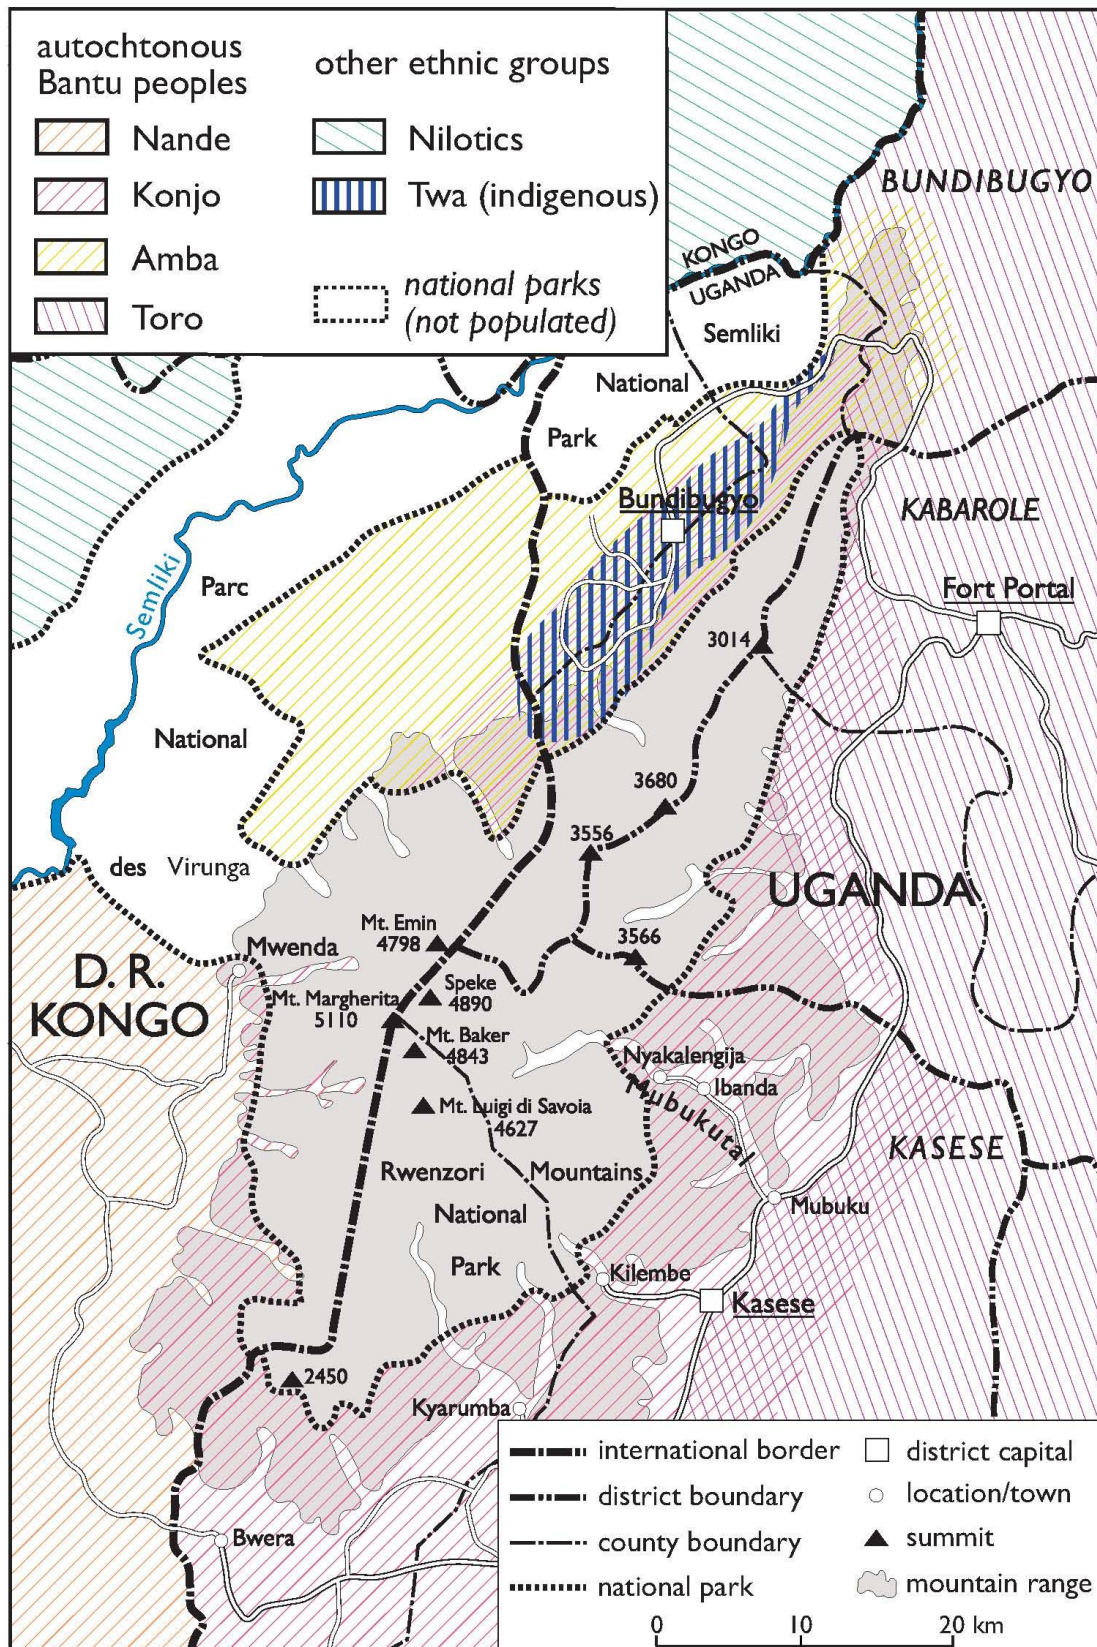 autochtonous
Bantu peoples
Nande
Konjo
Amba
Toro
other ethnic groups
Nilotics
Twa (indigenous)
national parks
(not populated)
BUNDIBUGYO
KONGO
UGANDA
Semliki
National
Park
Bundibugyo
KABAROLE
Fort Portal
Semliki
Parc
National
des Virunga
3014
3680
3556
3566
UGANDA
D. R.
KONGO
Mwenda
Mt. Emin
4798
Speke
4890
Mt. Margherita
5110
Mt. Baker
4843
Mt. Luigi di Savoia
4627
Nyakalengija
Ibanda
Mubukutal
KASESE
Rwenzori Mountains
National
Park
Mubuku
Kilembe
Kasese
2450
Kyarumba
Bwera
international border
district boundary
county boundary
national park
district capital
location/town
summit
mountain range
0 10 20 km